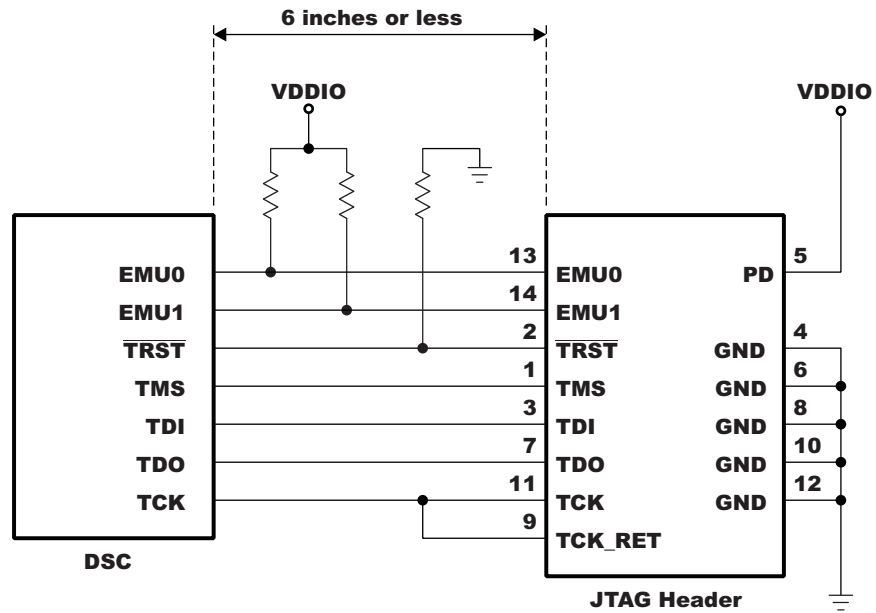 6 inches or less
VDDIO
VDDIO
13
5
EMU0
EMU0
PD
14
EMU1
EMU1
2
4
TRST
TRST
GND
1
6
TMS
TMS
GND
3
8
TDI
TDI
GND
7
10
TDO
TDO
GND
11
12
TCK
TCK
GND
9
TCK_RET
DSC
JTAG Header